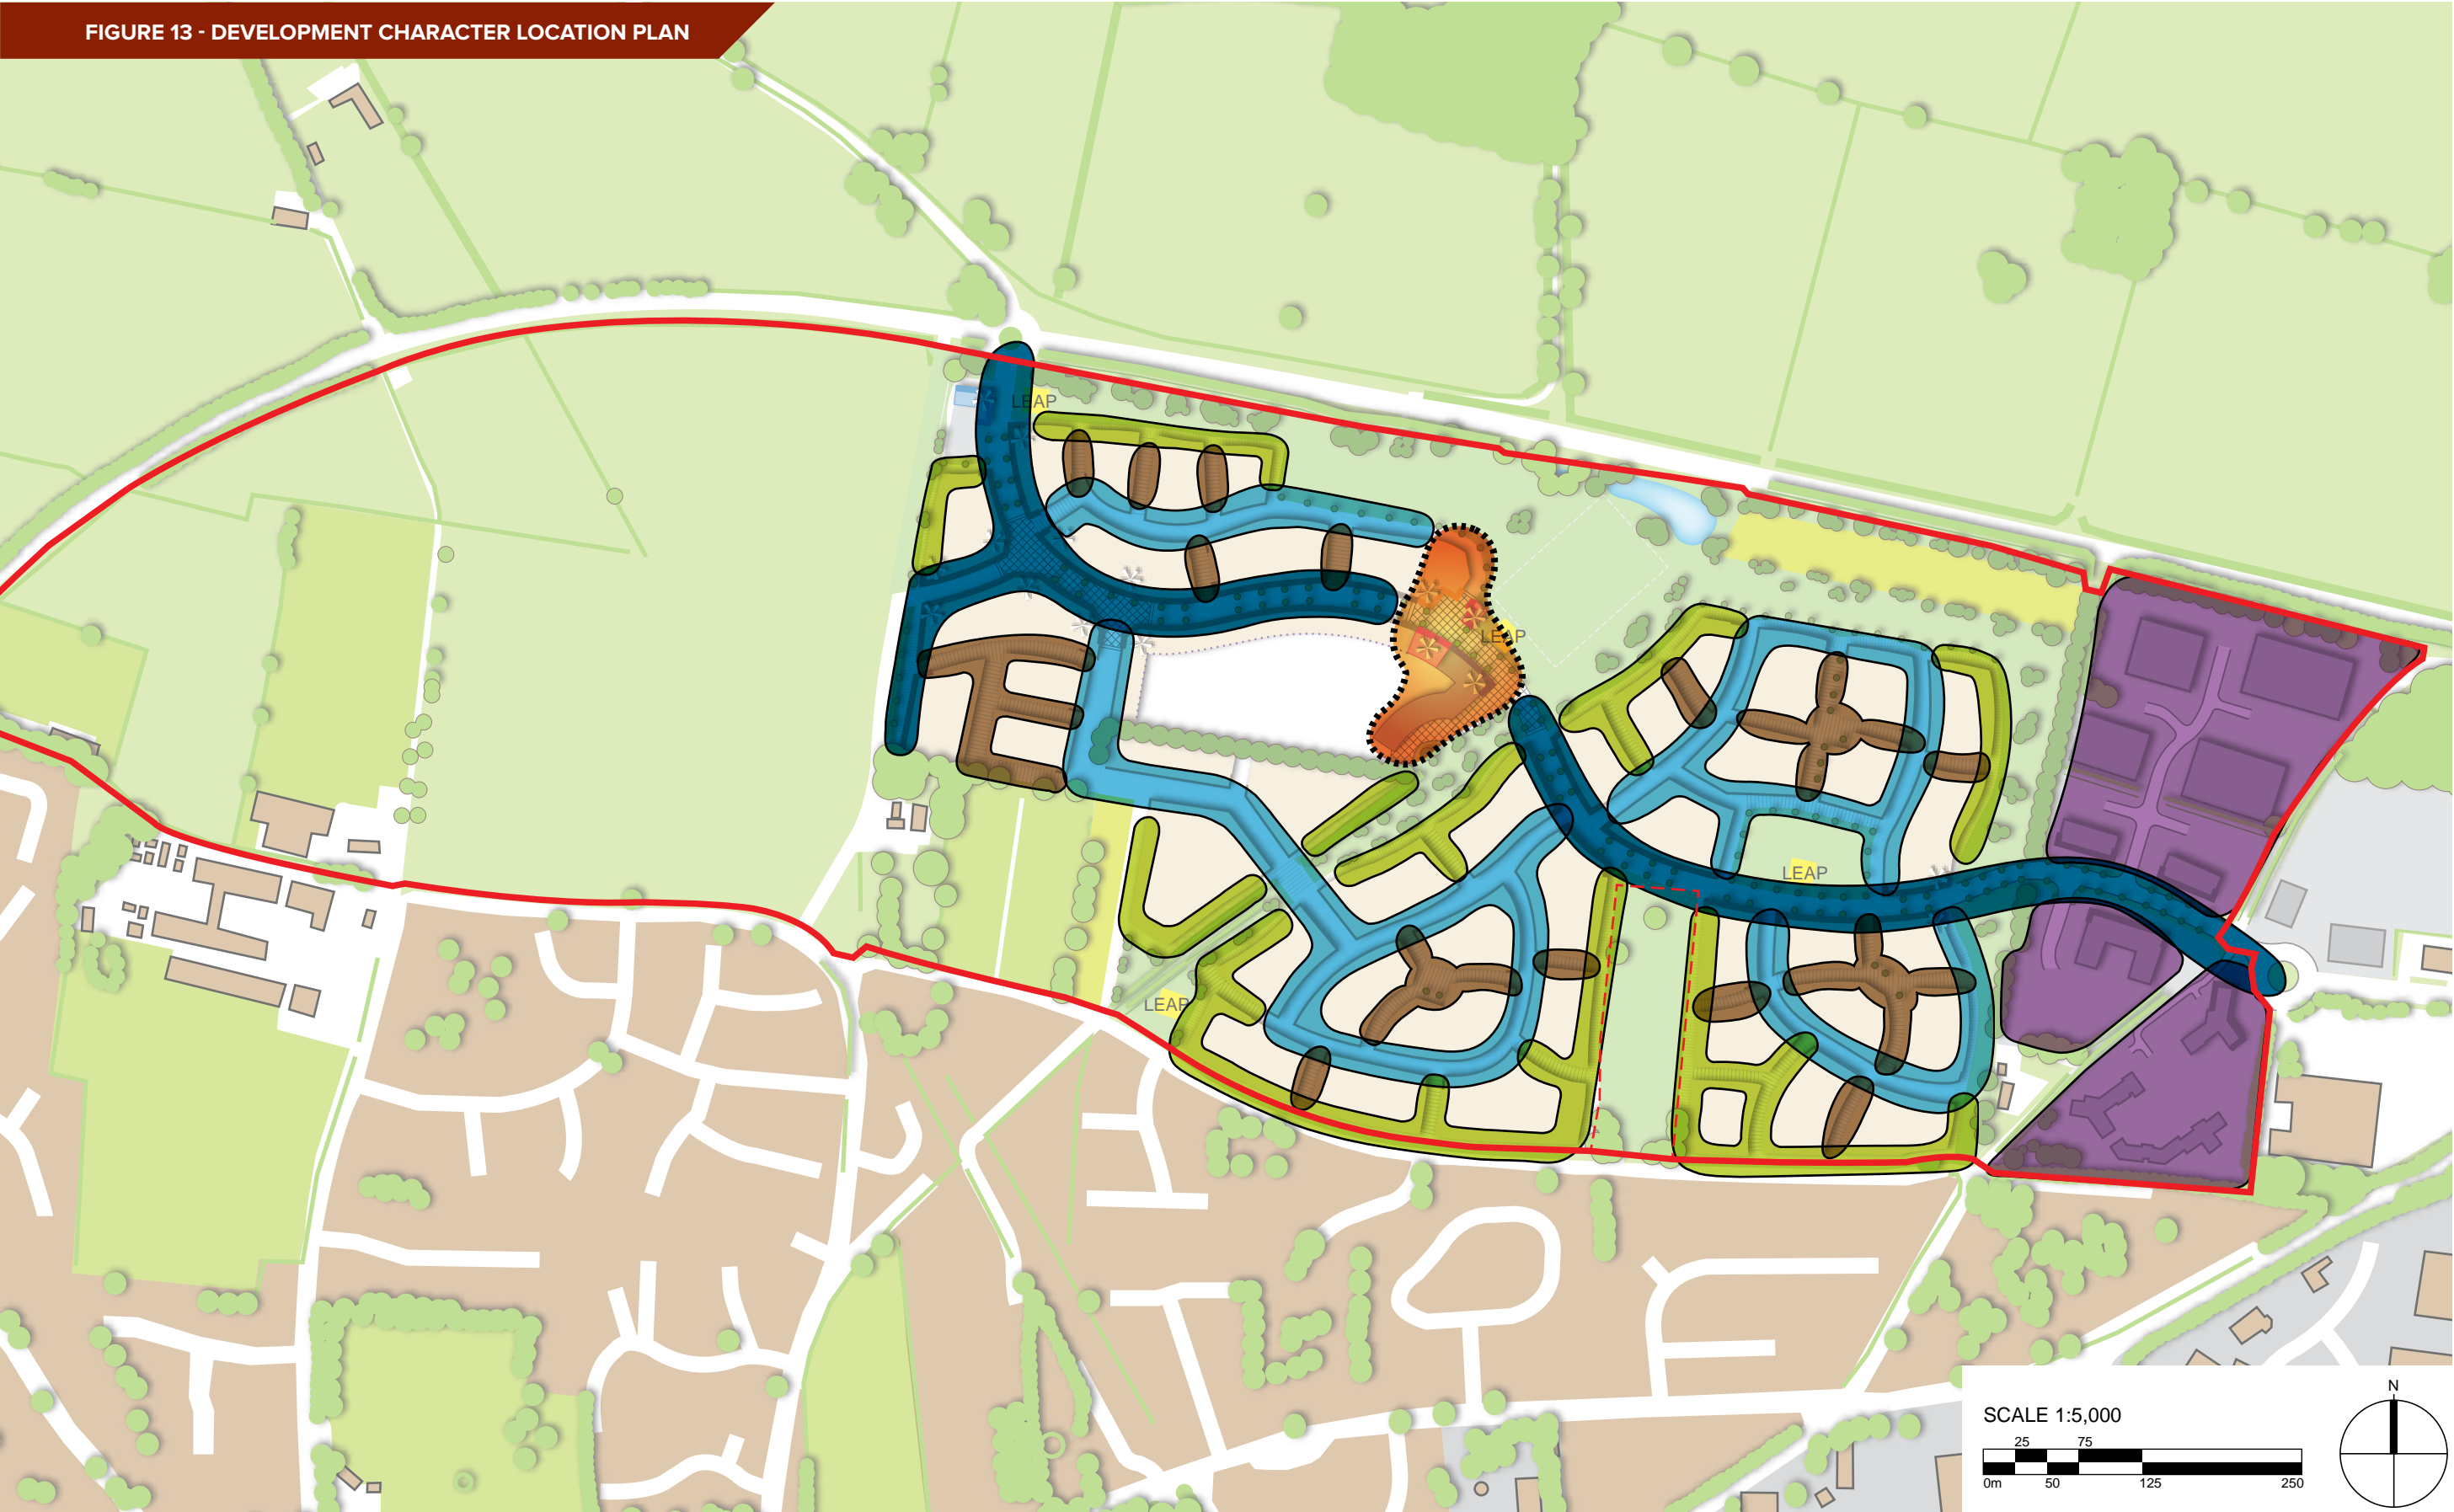 FIGURE 13 - DEVELOPMENT CHARACTER LOCATION PLAN
LEAP
LEAP
LEAP
LEAP
N
SCALE 1:5,000
25 75
0m 50 125 250